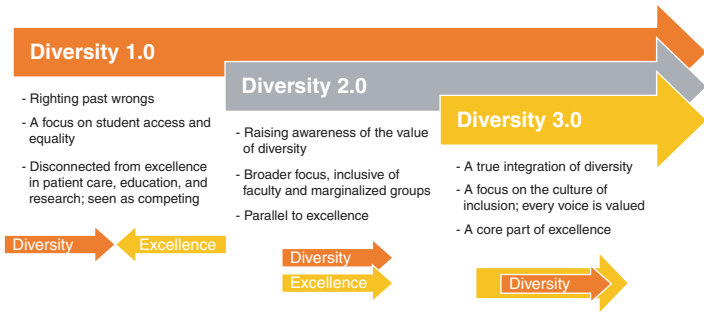 Diversity 1.0
- Righting past wrongs
- A focus on student access and
equality
- Disconnected from excellence
in patient care, education, and
research; seen as competing
Diversity
Excellence
Diversity 2.0
- Raising awareness of the value
of diversity
- Broader focus, inclusive of
faculty and marginalized groups
- Parallel to excellence
Diversity
Excellence
Diversity 3.0
- A true integration of diversity
- A focus on the culture of
inclusion; every voice is valued
- A core part of excellence
Diversity